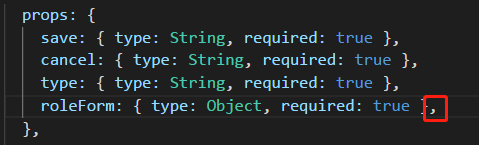 props: {
save: { type: String, required: true },
cancel: { type: String, required: true },
type: { type: String, required: true },
roleForm: { type: Object, required: true },
},